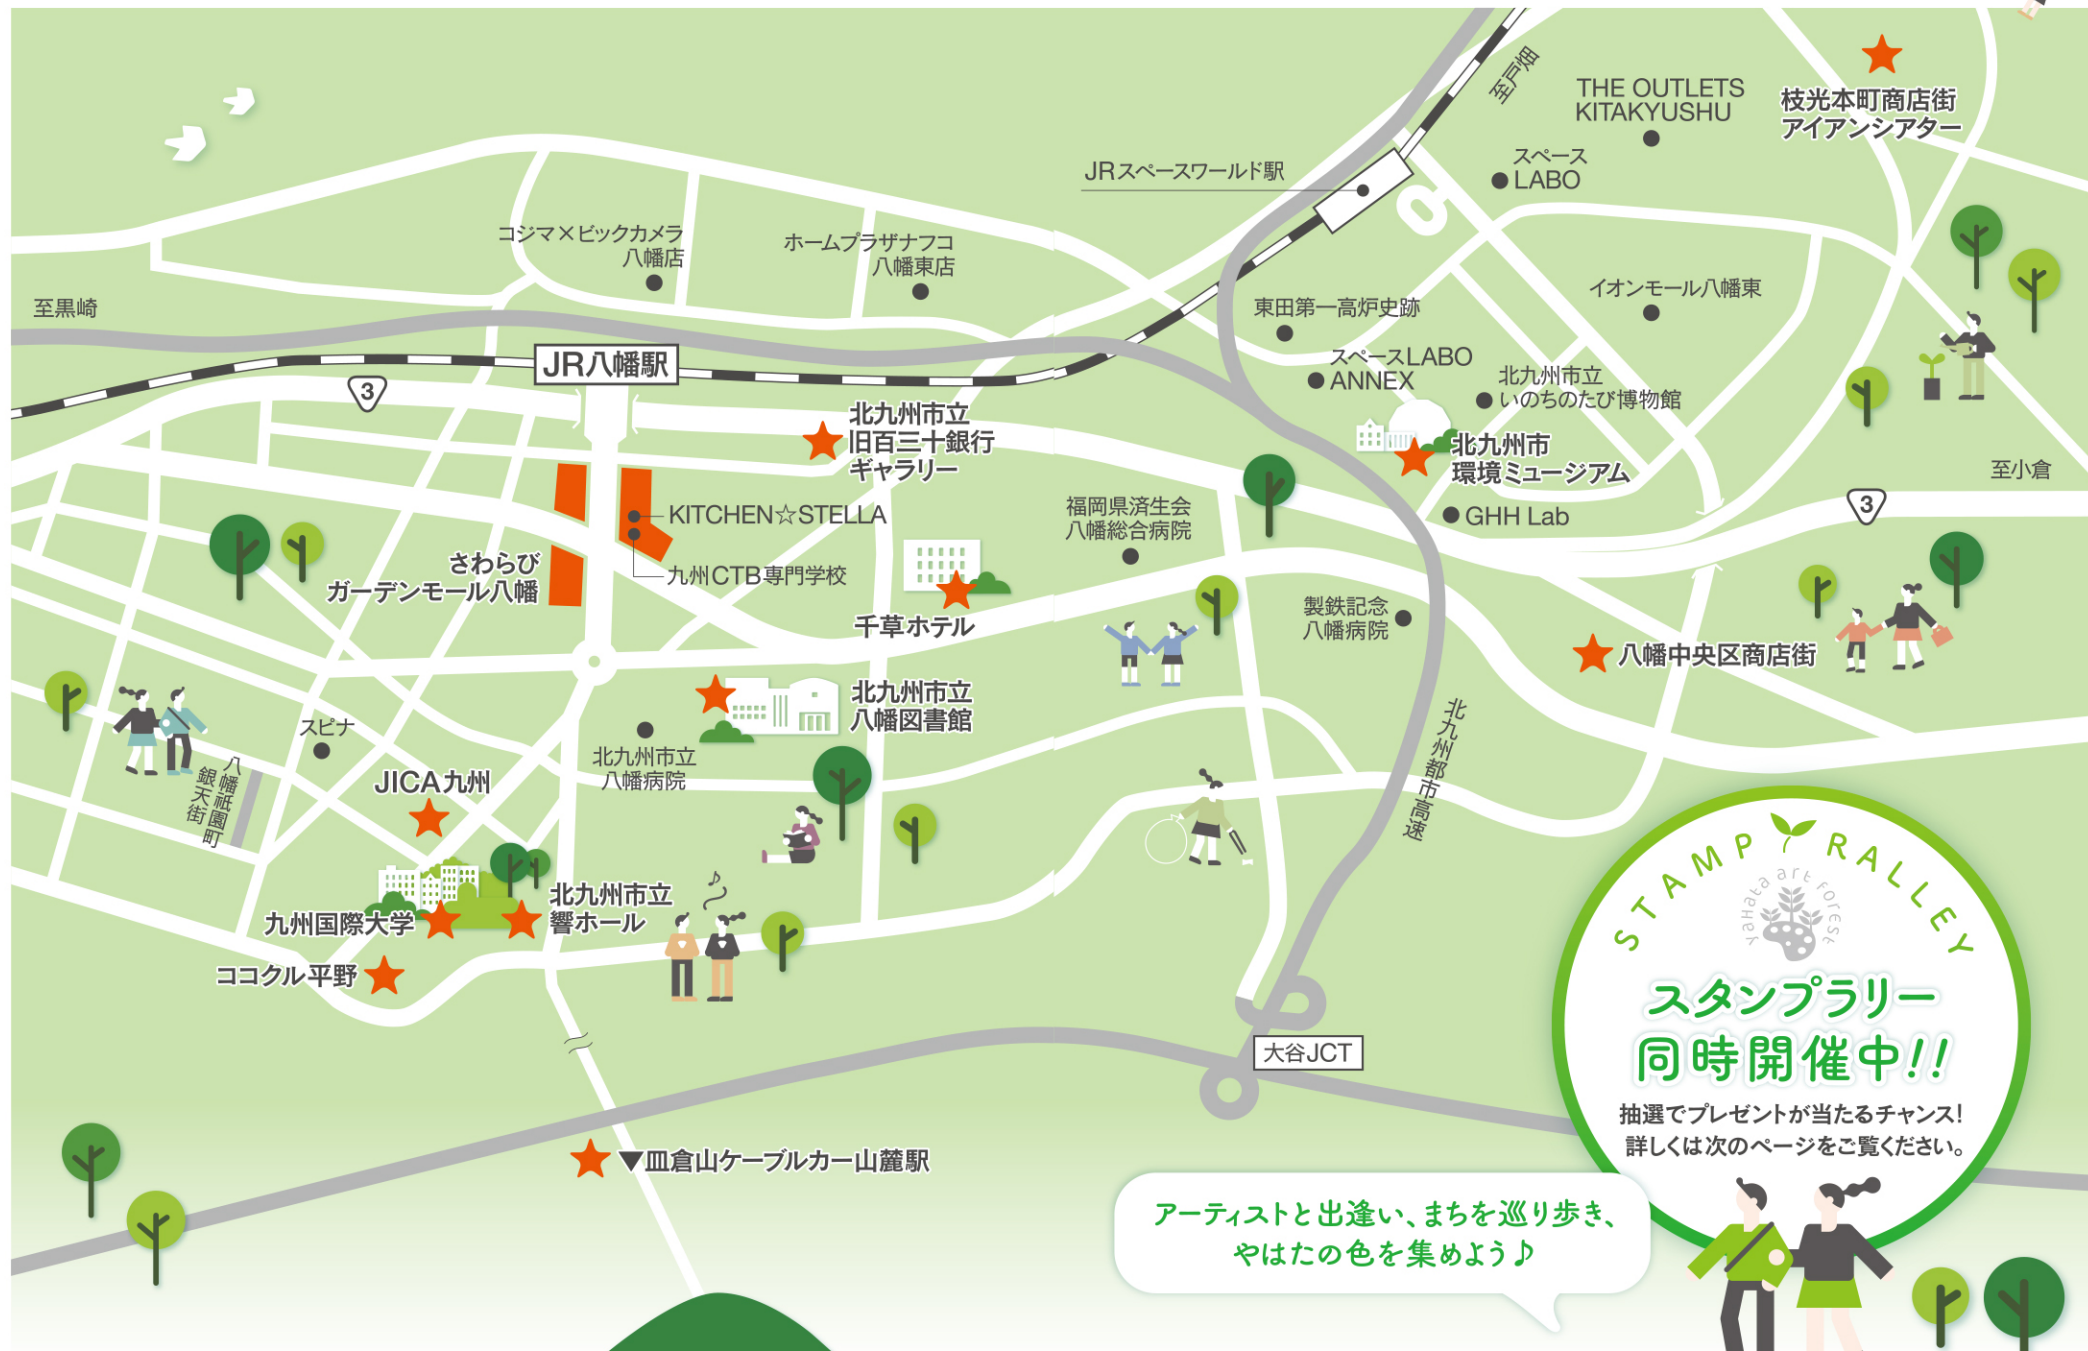 至戸畑
THE OUTLETS
KITAKYUSHU
枝光本町商店街
アイアンシアター
スペース
LABO
JRスペースワールド駅
コジマ×ビックカメラ
八幡店
ホームプラザナフコ
八幡東店
イオンモール八幡東
至黒崎
東田第一高炉史跡
スペースLABO
ANNEX
JR八幡駅
3
北九州市立
いのちのたび博物館
北九州市立
旧百三十銀行
ギャラリー
北九州市
環境ミュージアム
至小倉
3
KITCHEN☆STELLA
福岡県済生会
八幡総合病院
GHH Lab
さわらび
ガーデンモール八幡
九州CTB専門学校
千草ホテル
製鉄記念
八幡病院
八幡中央区商店街
北九州市立
八幡図書館
スピナ
北九州市立
八幡病院
八幡祇園町
銀天街
JICA九州
北九州都市高速
九州国際大学
北九州市立
響ホール
ココクル平野
大谷JCT
▼皿倉山ケーブルカー山麓駅
STAMP RALLEY
yaHata art forest
スタンプラリー
同時開催中!!
抽選でプレゼントが当たるチャンス!
詳しくは次のページをご覧ください。
アーティストと出逢い、まちを巡り歩き、
やはたの色を集めよう♪